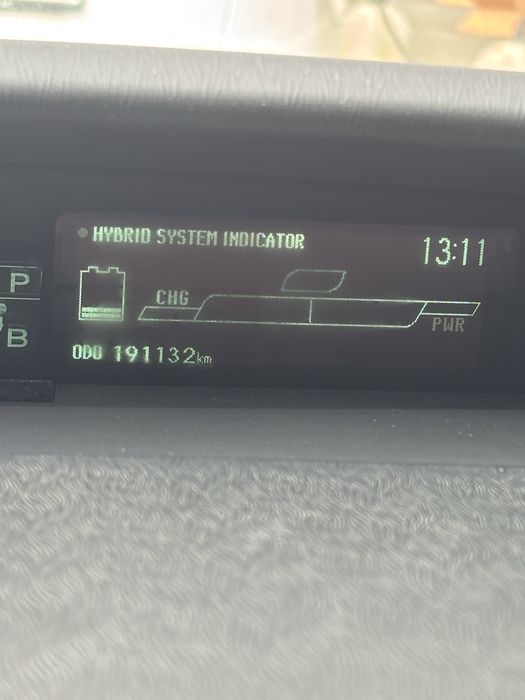 HYBRID SYSTEM INDICATOR
13:11
CHG
P
PWR
B
ODO 191132km